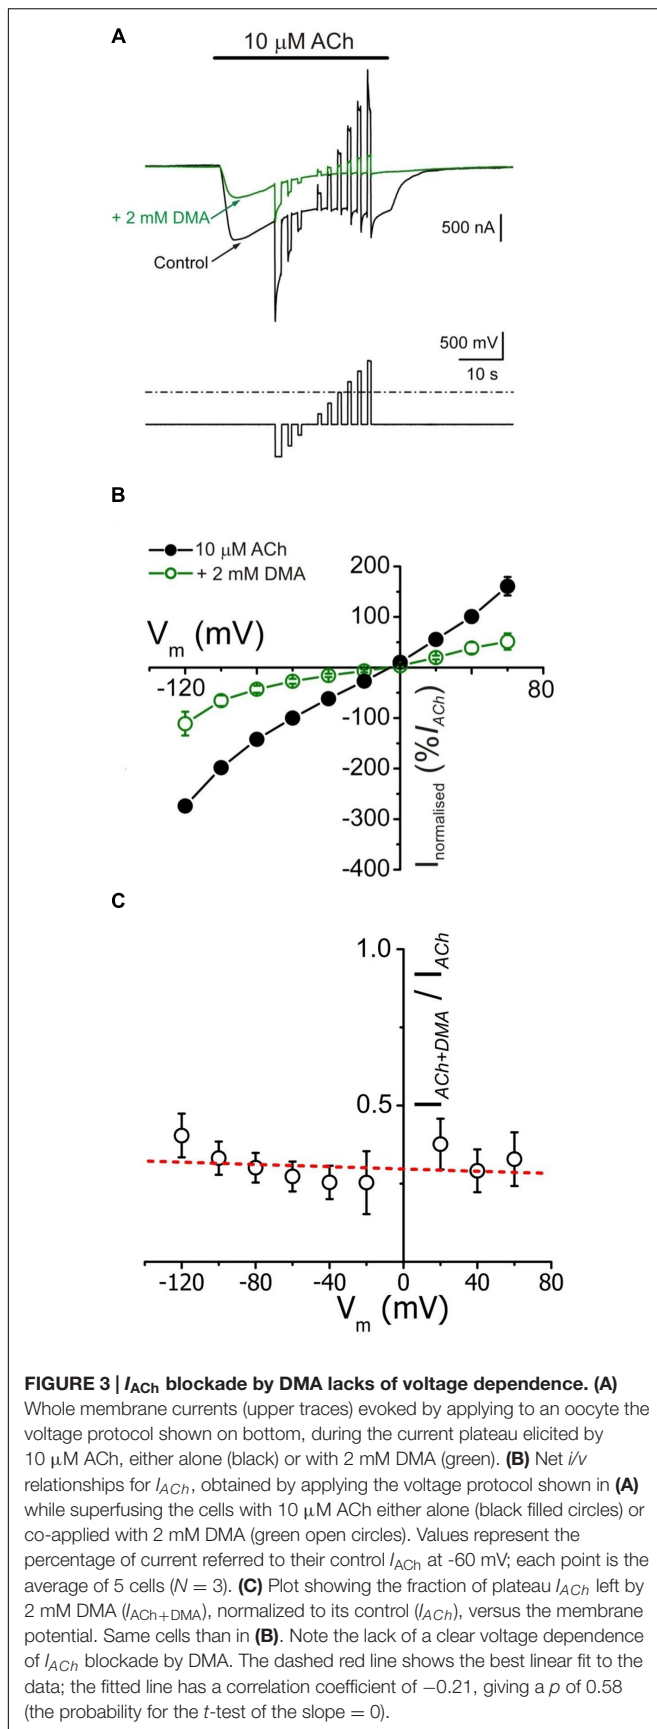 A
10 μM ACh
+ 2 mM DMA
500 nA
Control
500 mV
10 s
B
10 μM ACh
+ 2 mM DMA
200
V m (mV)
100
-120
80
-100
-200
-300
-400
I normalised (% I ACh)
C
1.0
I ACh+DMA / I ACh
0.5
-120 -80 -40 0 40 80
V m (mV)
FIGURE 3 | I ACh blockade by DMA lacks of voltage dependence. (A)
Whole membrane currents (upper traces) evoked by applying to an oocyte the
voltage protocol shown on bottom, during the current plateau elicited by
10 μM ACh, either alone (black) or with 2 mM DMA (green). (B) Net i/v
relationships for I ACh, obtained by applying the voltage protocol shown in (A)
while superfusing the cells with 10 μM ACh either alone (black filled circles) or
co-applied with 2 mM DMA (green open circles). Values represent the
percentage of current referred to their control I ACh at -60 mV; each point is the
average of 5 cells (N = 3). (C) Plot showing the fraction of plateau I ACh left by
2 mM DMA (I ACh+DMA), normalized to its control (I ACh), versus the membrane
potential. Same cells than in (B). Note the lack of a clear voltage dependence
of I ACh blockade by DMA. The dashed red line shows the best linear fit to the
data; the fitted line has a correlation coefficient of −0.21, giving a p of 0.58
(the probability for the t-test of the slope = 0).